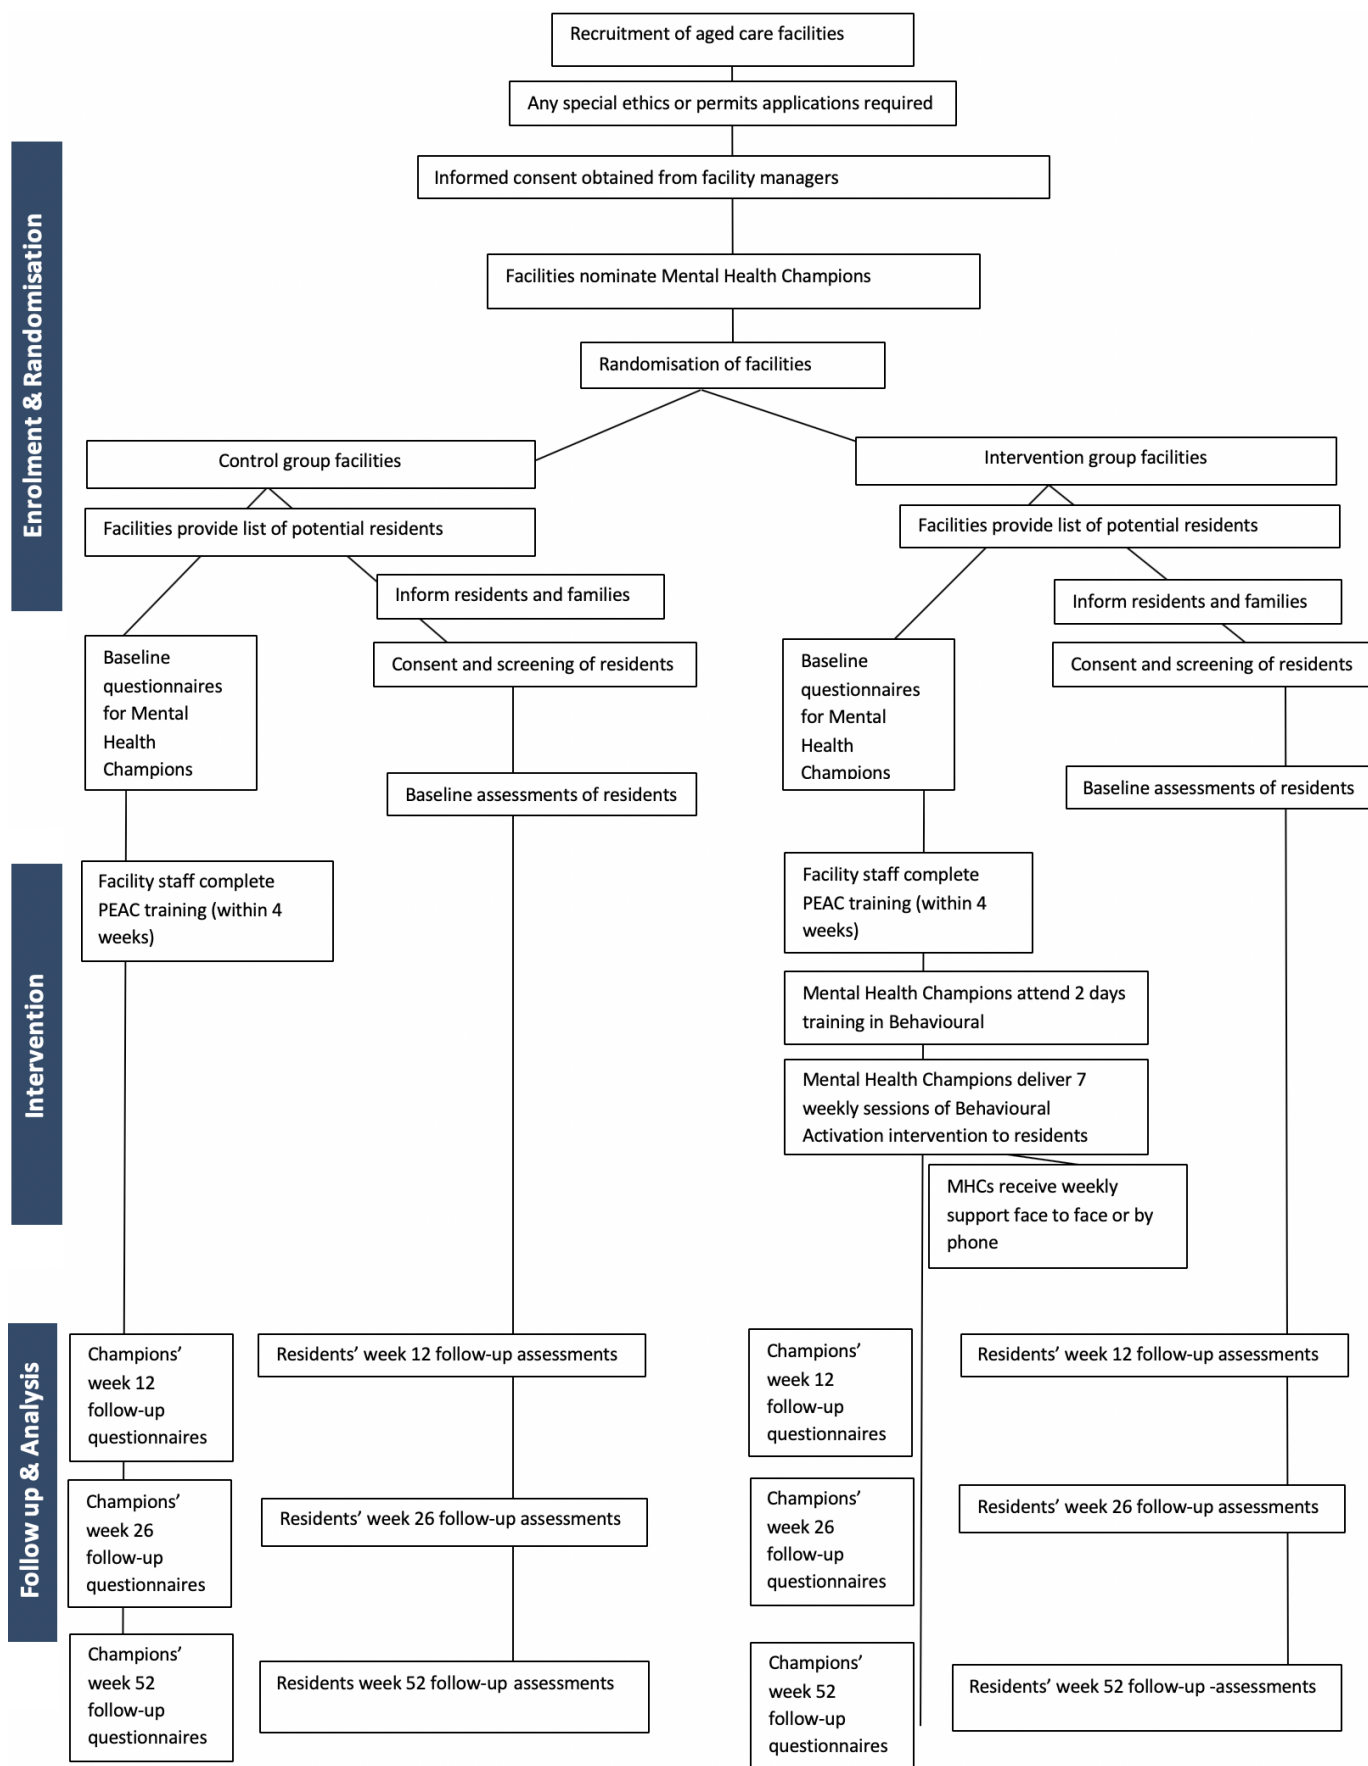 Recruitment of aged care facilities
Any special ethics or permits applications required
Informed consent obtained from facility managers
Facilities nominate Mental Health Champions
Randomisation of facilities
Enrolment & Randomisation
Control group facilities
Facilities provide list of potential residents
Inform residents and families
Consent and screening of residents
Baseline
questionnaires
for Mental
Health
Champions
Baseline assessments of residents
Intervention group facilities
Facilities provide list of potential residents
Inform residents and families
Consent and screening of residents
Baseline
questionnaires
for Mental
Health
Champions
Baseline assessments of residents
Intervention
Facility staff complete
PEAC training (within 4
weeks)
Facility staff complete
PEAC training (within 4
weeks)
Mental Health Champions attend 2 days
training in Behavioural
Mental Health Champions deliver 7
weekly sessions of Behavioural
Activation intervention to residents
MHCs receive weekly
support face to face or by
phone
Follow up & Analysis
Champions’
week 12
follow-up
questionnaires
Residents’ week 12 follow-up assessments
Champions’
week 12
follow-up
questionnaires
Residents’ week 12 follow-up assessments
Champions’
week 26
follow-up
questionnaires
Residents’ week 26 follow-up assessments
Champions’
week 26
follow-up
questionnaires
Residents’ week 26 follow-up assessments
Champions’
week 52
follow-up
questionnaires
Residents week 52 follow-up assessments
Champions’
week 52
follow-up
questionnaires
Residents’ week 52 follow-up -assessments